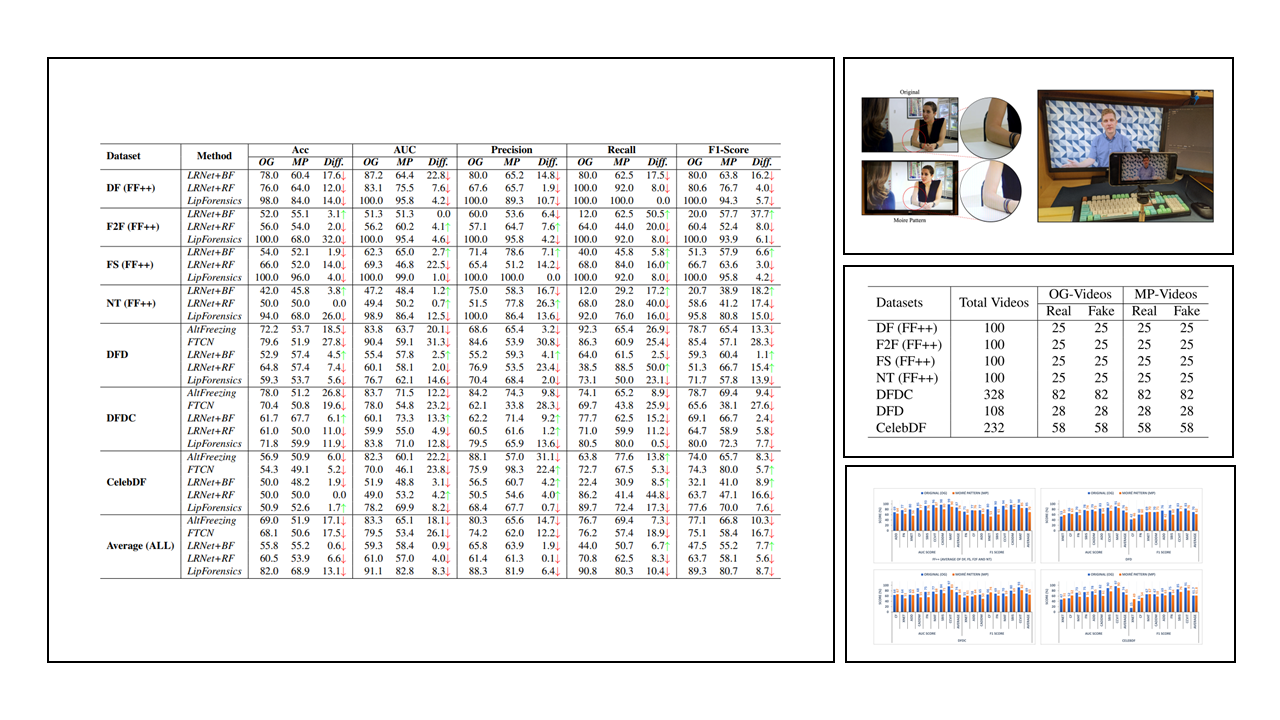 Dataset Method Acc AUC Precision Recall F1-Score
OG MP Diff. OG MP Diff. OG MP Diff. OG MP Diff. OG MP Diff.
DF (FF++)
LRNet+BF 78.0 60.4 17.6↓ 87.2 64.4 22.8↓ 80.0 65.2 14.8↓ 80.0 62.5 17.5↓ 80.0 63.8 16.2↓
LRNet+RF 76.0 64.0 12.0↓ 83.1 75.5 7.6↓ 67.6 65.7 1.9↓ 100.0 92.0 8.0↓ 80.6 76.7 4.0↓
LipForensics 98.0 84.0 14.0↓ 100.0 95.8 4.2↓ 100.0 89.3 10.7↓ 100.0 100.0 0.0 100.0 94.3 5.7↓
F2F (FF++)
LRNet+BF 52.0 55.1 3.1↑ 51.3 51.3 0.0 60.0 53.6 6.4↓ 12.0 62.5 50.5↑ 20.0 57.7 37.7↑
LRNet+RF 56.0 54.0 2.0↓ 56.2 60.2 4.1↑ 57.1 64.7 7.6↑ 64.0 44.0 20.0↓ 60.4 52.4 8.0↓
LipForensics 100.0 68.0 32.0↓ 100.0 95.4 4.6↓ 100.0 95.8 4.2↓ 100.0 92.0 8.0↓ 100.0 93.9 6.1↓
FS (FF++)
LRNet+BF 54.0 52.1 1.9↓ 62.3 65.0 2.7↑ 71.4 78.6 7.1↑ 40.0 45.8 5.8↑ 51.3 57.9 6.6↑
LRNet+RF 66.0 52.0 14.0↓ 69.3 46.8 22.5↓ 65.4 51.2 14.2↓ 68.0 84.0 16.0↑ 66.7 63.6 3.0↓
LipForensics 100.0 96.0 4.0↓ 100.0 99.0 1.0↓ 100.0 100.0 0.0 100.0 92.0 8.0↓ 100.0 95.8 4.2↓
NT (FF++)
LRNet+BF 42.0 45.8 3.8↑ 47.2 48.4 1.2↑ 75.0 58.3 16.7↓ 12.0 29.2 17.2↑ 20.7 38.9 18.2↑
LRNet+RF 50.0 50.0 0.0 49.4 50.2 0.7↑ 51.5 77.8 26.3↑ 68.0 28.0 40.0↓ 58.6 41.2 17.4↓
LipForensics 94.0 68.0 26.0↓ 98.9 86.4 12.5↓ 100.0 86.4 13.6↓ 92.0 76.0 16.0↓ 95.8 80.8 15.0↓
DFD
AltFreezing 72.2 53.7 18.5↓ 83.8 63.7 20.1↓ 68.6 65.4 3.2↓ 92.3 65.4 26.9↓ 78.7 65.4 13.3↓
FTCN 79.6 51.9 27.8↓ 90.4 59.1 31.3↓ 84.6 53.9 30.8↓ 86.3 60.9 25.4↓ 85.4 57.1 28.3↓
LRNet+BF 52.9 57.4 4.5↑ 55.4 57.8 2.5↑ 55.2 59.3 4.1↑ 64.0 61.5 2.5↓ 59.3 60.4 1.1↑
LRNet+RF 64.8 57.4 7.4↓ 60.1 58.1 2.0↓ 76.9 53.5 23.4↓ 38.5 88.5 50.0↑ 51.3 66.7 15.4↑
LipForensics 59.3 53.7 5.6↓ 76.7 62.1 14.6↓ 70.4 68.4 2.0↓ 73.1 50.0 23.1↓ 71.7 57.8 13.9↓
DFDC
AltFreezing 78.0 51.2 26.8↓ 83.7 71.5 12.2↓ 84.2 74.3 9.8↓ 74.1 65.2 8.9↓ 78.7 69.4 9.4↓
FTCN 70.4 50.8 19.6↓ 78.0 54.8 23.2↓ 62.1 33.8 28.3↓ 69.7 43.8 25.9↓ 65.6 38.1 27.6↓
LRNet+BF 61.7 67.7 6.1↑ 60.1 73.3 13.3↑ 62.2 71.4 9.2↑ 77.7 62.5 15.2↓ 69.1 66.7 2.4↓
LRNet+RF 61.0 50.0 11.0↓ 59.9 55.0 4.9↓ 60.5 61.6 1.2↑ 71.0 59.9 11.2↓ 64.7 58.9 5.8↓
LipForensics 71.8 59.9 11.9↓ 83.8 71.0 12.8↓ 79.5 65.9 13.6↓ 80.5 80.0 0.5↓ 80.0 72.3 7.7↓
CelebDF
AltFreezing 56.9 50.9 6.0↓ 82.3 60.1 22.2↓ 88.1 57.0 31.1↓ 63.8 77.6 13.8↑ 74.0 65.7 8.3↓
FTCN 54.3 49.1 5.2↓ 70.0 46.1 23.8↓ 75.9 98.3 22.4↑ 72.7 67.5 5.3↓ 74.3 80.0 5.7↑
LRNet+BF 50.0 48.2 1.9↓ 51.9 48.8 3.1↓ 56.5 60.7 4.2↑ 22.4 30.9 8.5↑ 32.1 41.0 8.9↑
LRNet+RF 50.0 50.0 0.0 49.0 53.2 4.2↑ 50.5 54.6 4.0↑ 86.2 41.4 44.8↓ 63.7 47.1 16.6↓
LipForensics 50.9 52.6 1.7↑ 78.2 69.9 8.2↓ 68.4 67.7 0.7↓ 89.7 72.4 17.3↓ 77.6 70.0 7.6↓
Average (ALL)
AltFreezing 69.0 51.9 17.1↓ 83.3 65.1 18.1↓ 80.3 65.6 14.7↓ 76.7 69.4 7.3↓ 77.1 66.8 10.3↓
FTCN 68.1 50.6 17.5↓ 79.5 53.4 26.1↓ 74.2 62.0 12.2↓ 76.2 57.4 18.9↓ 75.1 58.4 16.7↓
LRNet+BF 55.8 55.2 0.6↓ 59.3 58.4 0.9↓ 65.8 63.9 1.9↓ 44.0 50.7 6.7↑ 47.5 55.2 7.7↑
LRNet+RF 60.5 53.9 6.6↓ 61.0 57.0 4.0↓ 61.4 61.3 0.1↓ 70.8 62.5 8.3↓ 63.7 58.1 5.6↓
LipForensics 82.0 68.9 13.1↓ 91.1 82.8 8.3↓ 88.3 81.9 6.4↓ 90.8 80.3 10.4↓ 89.3 80.7 8.7↓
Original
Moire Pattern
Datasets Total Videos OG-Videos MP-Videos
Real Fake Real Fake
DF (FF++) 100 25 25 25 25
F2F (FF++) 100 25 25 25 25
FS (FF++) 100 25 25 25 25
NT (FF++) 100 25 25 25 25
DFDC 328 82 82 82 82
DFD 108 28 28 28 28
CelebDF 232 58 58 58 58
ORIGINAL (OG) MOIRÉ PATTERN (MP)
SCORE (%)
AUC SCORE F1 SCORE
FF++ (AVERAGE OF DF, FS, F2F AND NT)
ORIGINAL (OG) MOIRÉ PATTERN (MP)
SCORE (%)
AUC SCORE F1 SCORE
DFD
ORIGINAL (OG) MOIRÉ PATTERN (MP)
SCORE (%)
AUC SCORE F1 SCORE
DFDC
ORIGINAL (OG) MOIRÉ PATTERN (MP)
SCORE (%)
AUC SCORE F1 SCORE
CELEBDF